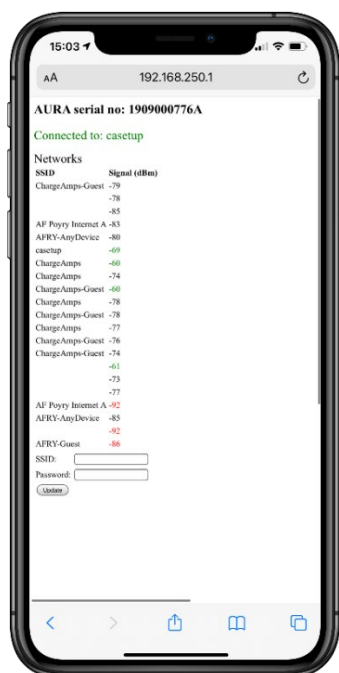 15:03
AA 192.168.250.1
AURA serial no: 1909000776A
Connected to: casetup
Networks
SSID Signal (dBm)
ChargeAmps-Guest -79
-78
-85
AF Poyry Internet A -83
AFRY-AnyDevice -80
casetup -69
ChargeAmps -60
ChargeAmps -74
ChargeAmps-Guest -60
ChargeAmps -78
ChargeAmps-Guest -78
ChargeAmps -77
ChargeAmps-Guest -76
ChargeAmps-Guest -74
-61
-73
-77
AF Poyry Internet A -92
AFRY-AnyDevice -85
-92
AFRY-Guest -86
SSID:
Password:
Update